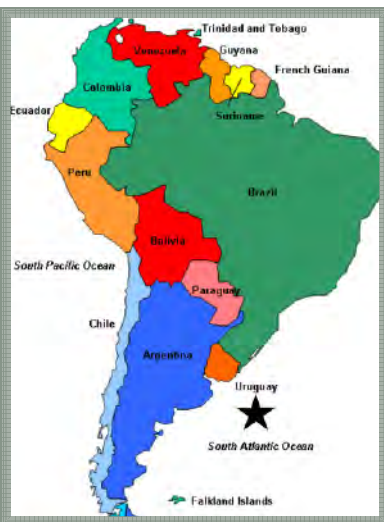 Trinidad and Tobago
Venezuela
Guyana
French Guiana
Colombia
Suriname
Ecuador
Peru
Brazil
Bolivia
South Pacific Ocean
Paraguay
Chile
Argentina
Uruguay
South Atlantic Ocean
Falkland Islands